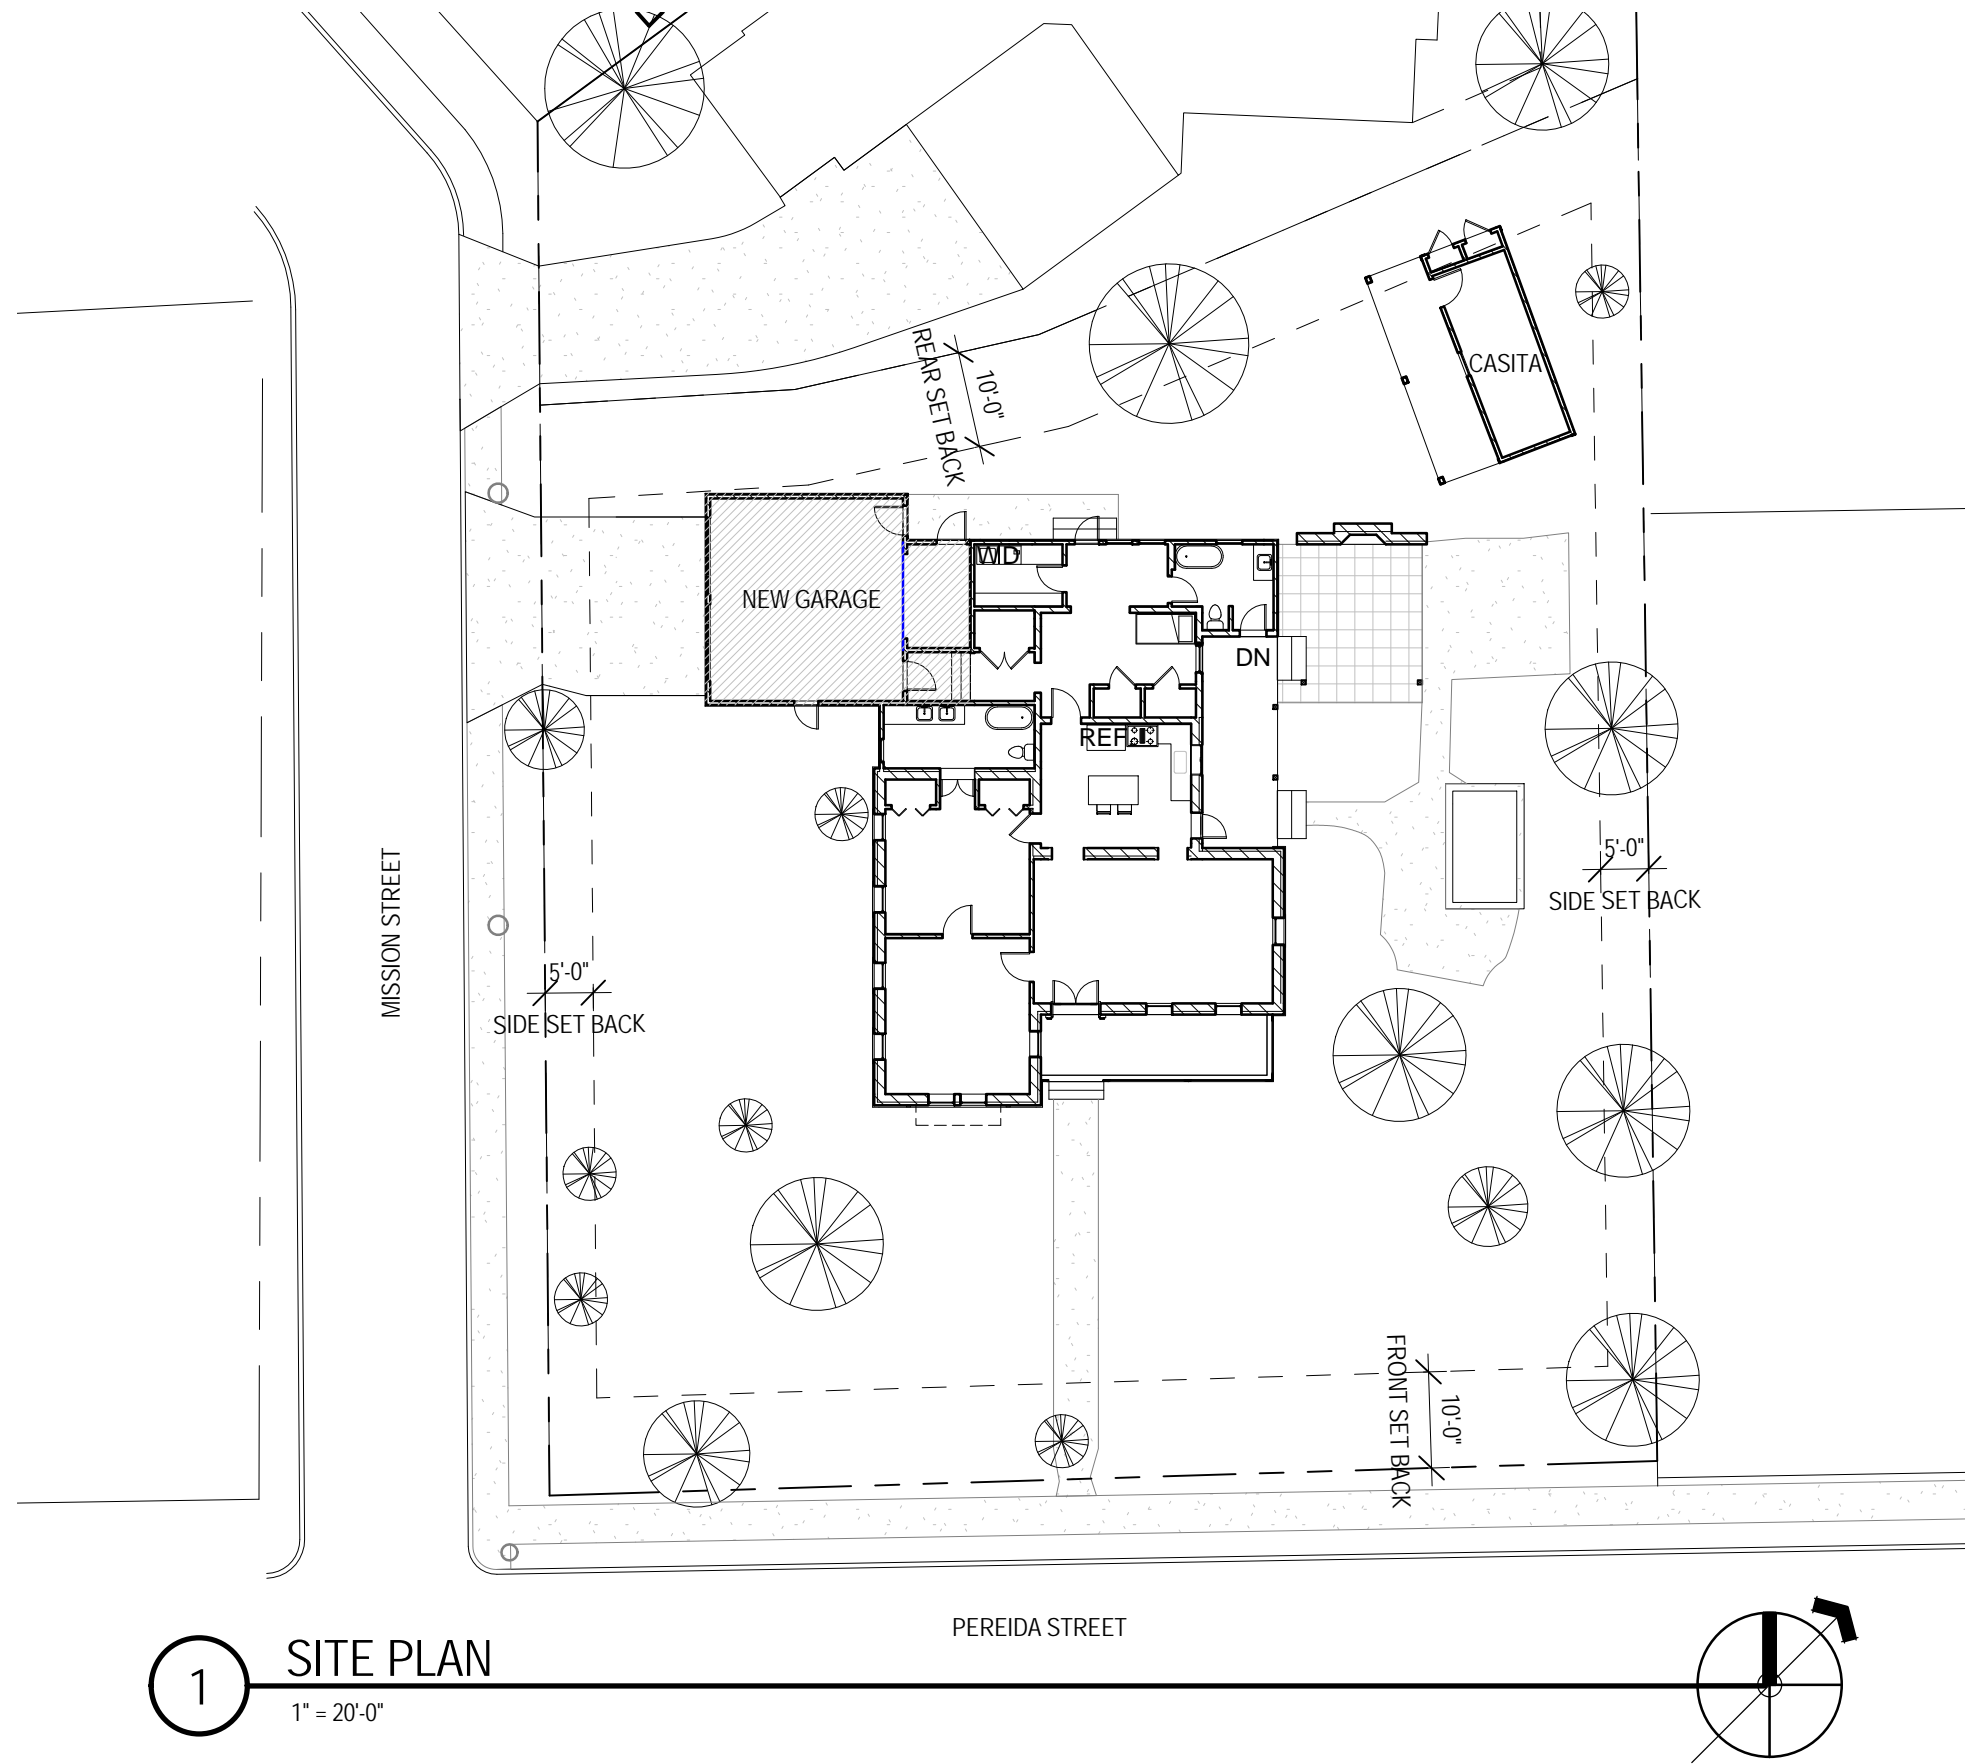 REAR SET BACK
10'-0"
CASITA
NEW GARAGE
WD
DN
REF
MISSION STREET
5'-0"
SIDE SET BACK
5'-0"
SIDE SET BACK
FRONT SET BACK
10'-0"
PEREIDA STREET
1
SITE PLAN
1" = 20'-0"